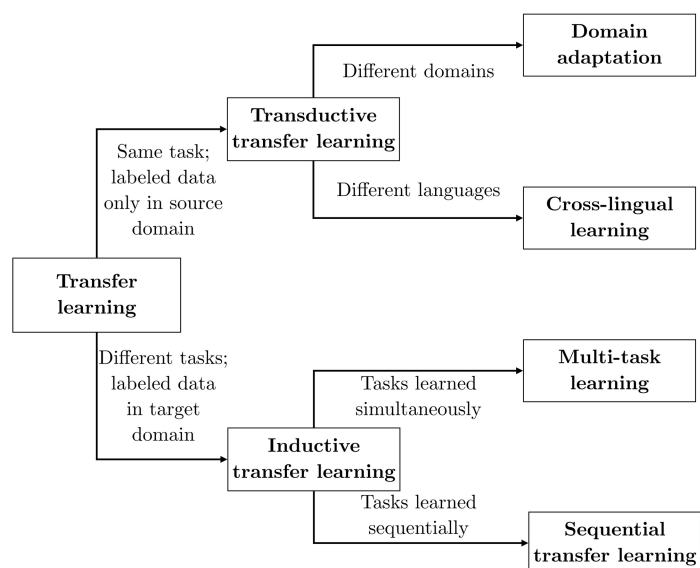 Domain
adaptation
Different domains
Transductive
transfer learning
Same task;
labeled data
only in source
domain
Different languages
Cross-lingual
learning
Transfer
learning
Different tasks;
labeled data
in target
domain
Multi-task
learning
Tasks learned
simultaneously
Inductive
transfer learning
Tasks learned
sequentially
Sequential
transfer learning